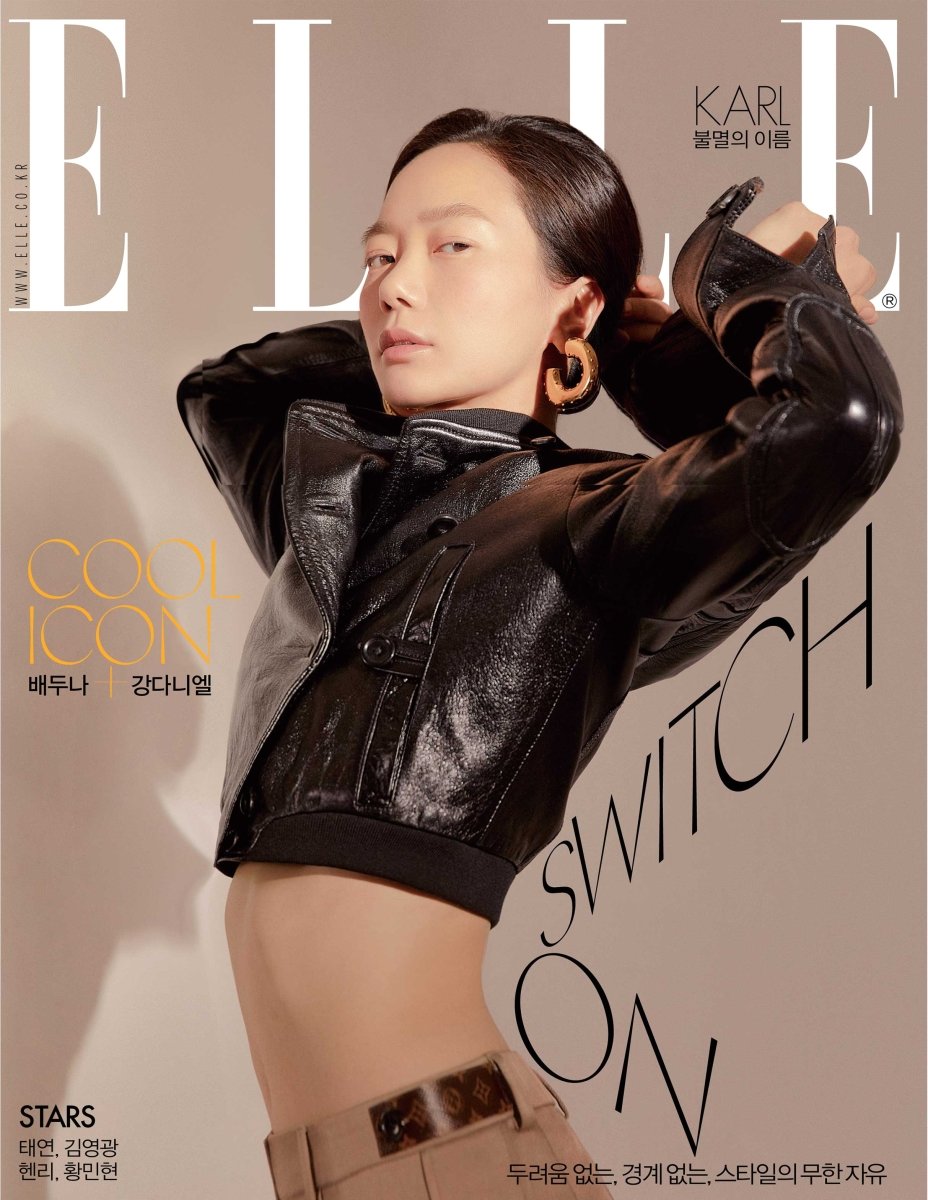 ELLE
WWW.ELLE.CO.KR
KARL
불멸의 이름
®
COOL
ICON
배두나 + 강다니엘
SWITCH
ON
STARS
태연, 김영광
헨리, 황민현
두려움 없는, 경계 없는, 스타일의 무한 자유